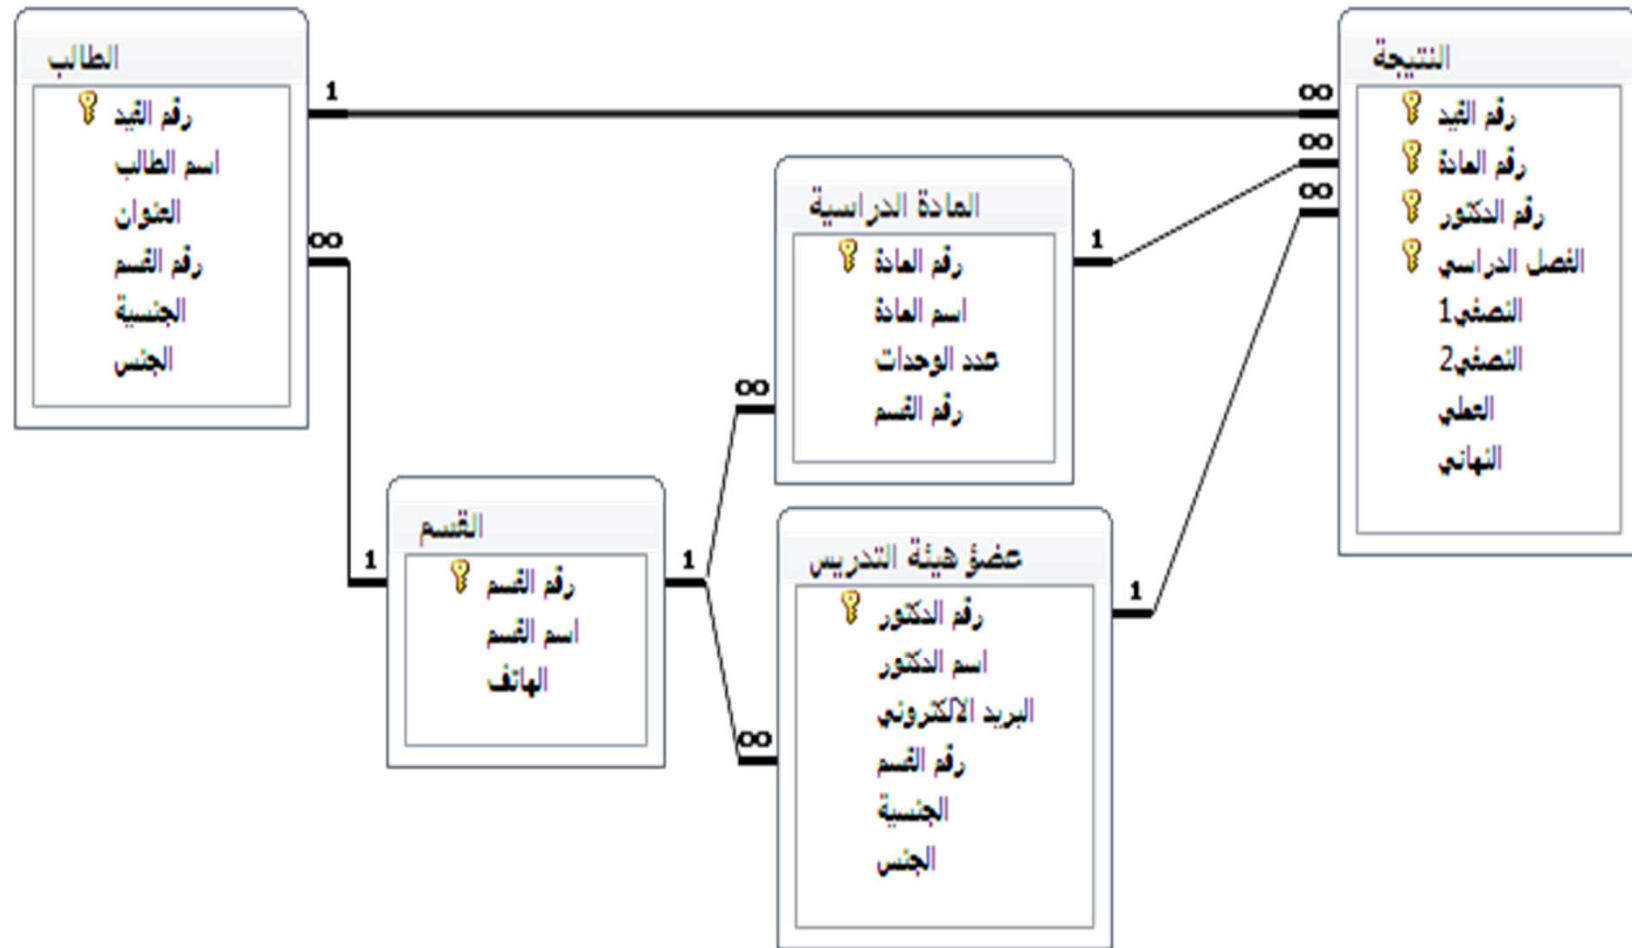 الطالب
رقم القيد
اسم الطالب
العنوان
رقم القسم
الجنسية
الجنس
1
∞
∞
1
القسم
رقم القسم
اسم القسم
الهاتف
1
∞
∞
المادة الدراسية
رقم المادة
اسم المادة
عدد الوحدات
رقم القسم
1
عضؤ هيئة التدريس
رقم الدكتور
اسم الدكتور
البريد الالكتروني
رقم القسم
الجنسية
الجنس
1
∞
∞
النتيجة
رقم القيد
رقم المادة
رقم الدكتور
الفصل الدراسي
النصفي1
النصفي2
العملي
النهائي